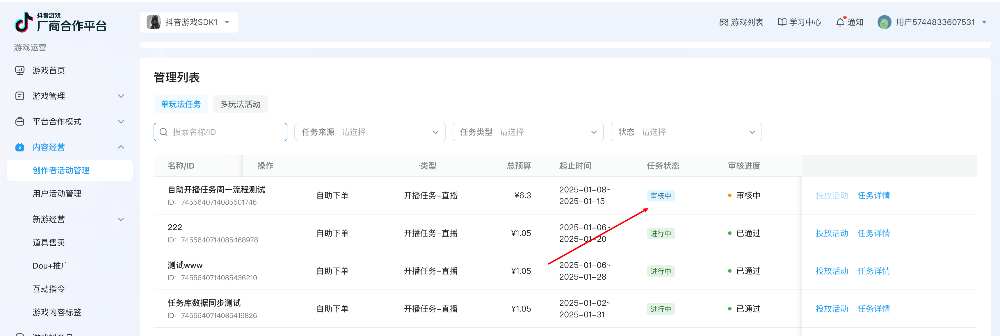 抖音游戏
厂商合作平台
抖音游戏SDK1
游戏列表
学习中心
通知
用户5744833607531
游戏运营
游戏首页
游戏管理
平台合作模式
内容经营
创作者活动管理
用户活动管理
新游经营
道具售卖
Dou+推广
互动指令
游戏内容标签
管理列表
单玩法任务 多玩法活动
搜索名称/ID 任务来源 请选择 任务类型 请选择 状态 请选择
名称/ID 操作 类型 总预算 起止时间 任务状态 审核进度
自助开播任务周一流程测试
ID: 7455640714085501746
自助下单 开播任务-直播 ¥6.3
2025-01-08~
2025-01-15
审核中 审核中 投放活动 任务详情
222
ID: 7455640714085468978
自助下单 开播任务-直播 ¥1.05
2025-01-06~
2025-01-20
进行中 已通过 投放活动 任务详情
测试www
ID: 7455640714085436210
自助下单 开播任务-直播 ¥1.05
2025-01-06~
2025-01-28
进行中 已通过 投放活动 任务详情
任务库数据同步测试
ID: 7455640714085419826
自助下单 开播任务-直播 ¥1.05
2025-01-02~
2025-01-31
进行中 已通过 投放活动 任务详情